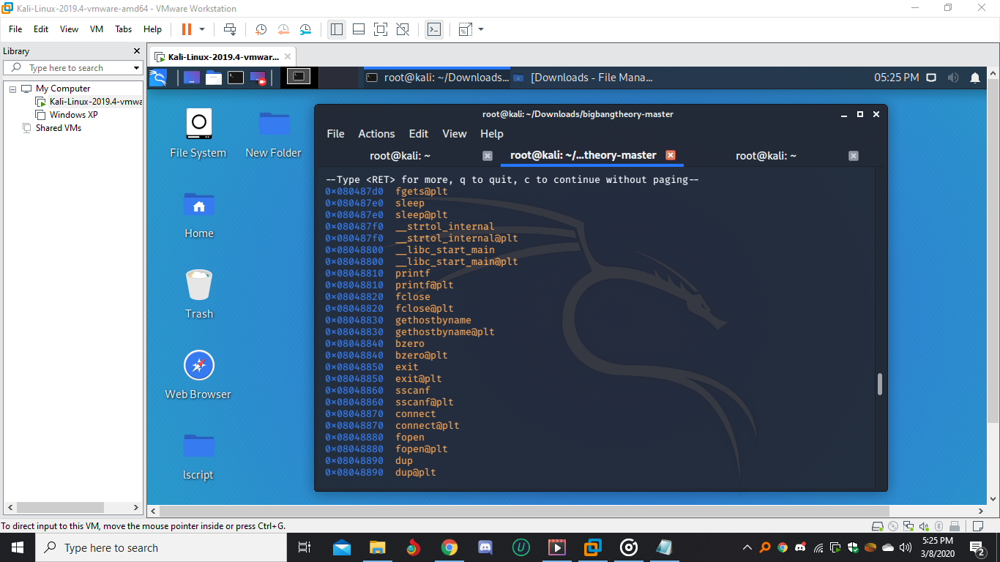 Kali-Linux-2019.4-vmware-amd64 - VMware Workstation
File Edit View VM Tabs Help
Library
Type here to search
My Computer
Kali-Linux-2019.4-vmwa
Windows XP
Shared VMs
Kali-Linux-2019.4-vmwar...
root@kali: ~/Downloads... [Downloads - File Mana... 05:25 PM
File System
New Folder
Home
Trash
Web Browser
lscript
root@kali: ~/Downloads/bigbangtheory-master
File Actions Edit View Help
root@kali: ~ root@kali: ~/...theory-master root@kali: ~
--Type <RET> for more, q to quit, c to continue without paging--
0x080487d0 fgets@plt
0x080487e0 sleep
0x080487e0 sleep@plt
0x080487f0 __strtol_internal
0x080487f0 __strtol_internal@plt
0x08048800 __libc_start_main
0x08048800 __libc_start_main@plt
0x08048810 printf
0x08048810 printf@plt
0x08048820 fclose
0x08048820 fclose@plt
0x08048830 gethostbyname
0x08048830 gethostbyname@plt
0x08048840 bzero
0x08048840 bzero@plt
0x08048850 exit
0x08048850 exit@plt
0x08048860 sscanf
0x08048860 sscanf@plt
0x08048870 connect
0x08048870 connect@plt
0x08048880 fopen
0x08048880 fopen@plt
0x08048890 dup
0x08048890 dup@plt
To direct input to this VM, move the mouse pointer inside or press Ctrl+G.
Type here to search
5:25 PM
3/8/2020
2